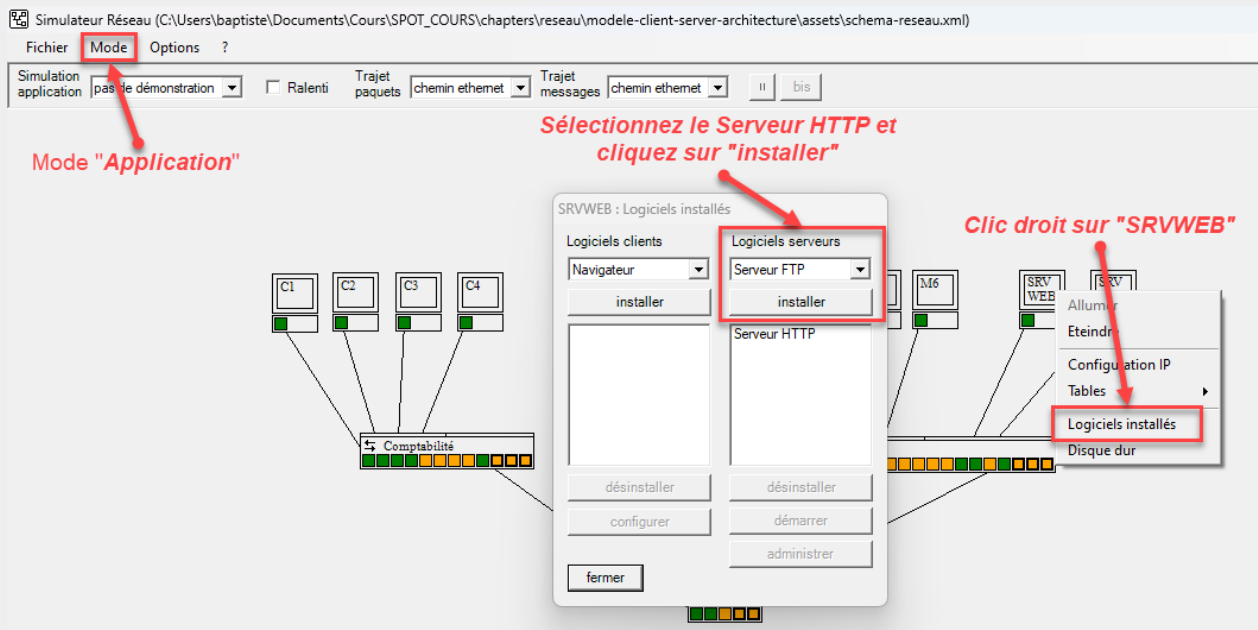 Simulateur Réseau (C:\Users\baptiste\Documents\Cours\SPOT_COURS\chapters\reseau\modele-client-server-architecture\assets\schema-reseau.xml)
Fichier Mode Options ?
Simulation application pas de démonstration Ralenti Trajet paquets chemin ethernet Trajet messages chemin ethernet II bis
Sélectionnez le Serveur HTTP et
cliquez sur "installer"
Mode "Application"
SRVWEB : Logiciels installés
Clic droit sur "SRVWEB"
Logiciels clients Logiciels serveurs
Navigateur Serveur FTP
installer installer
C1 C2 C3 C4
M6 SRV WEB SRV
Serveur HTTP
Allumer
Eteindre
Configuration IP
Tables
Logiciels installés
Disque dur
Comptabilité
désinstaller désinstaller
configurer démarrer
administrer
fermer